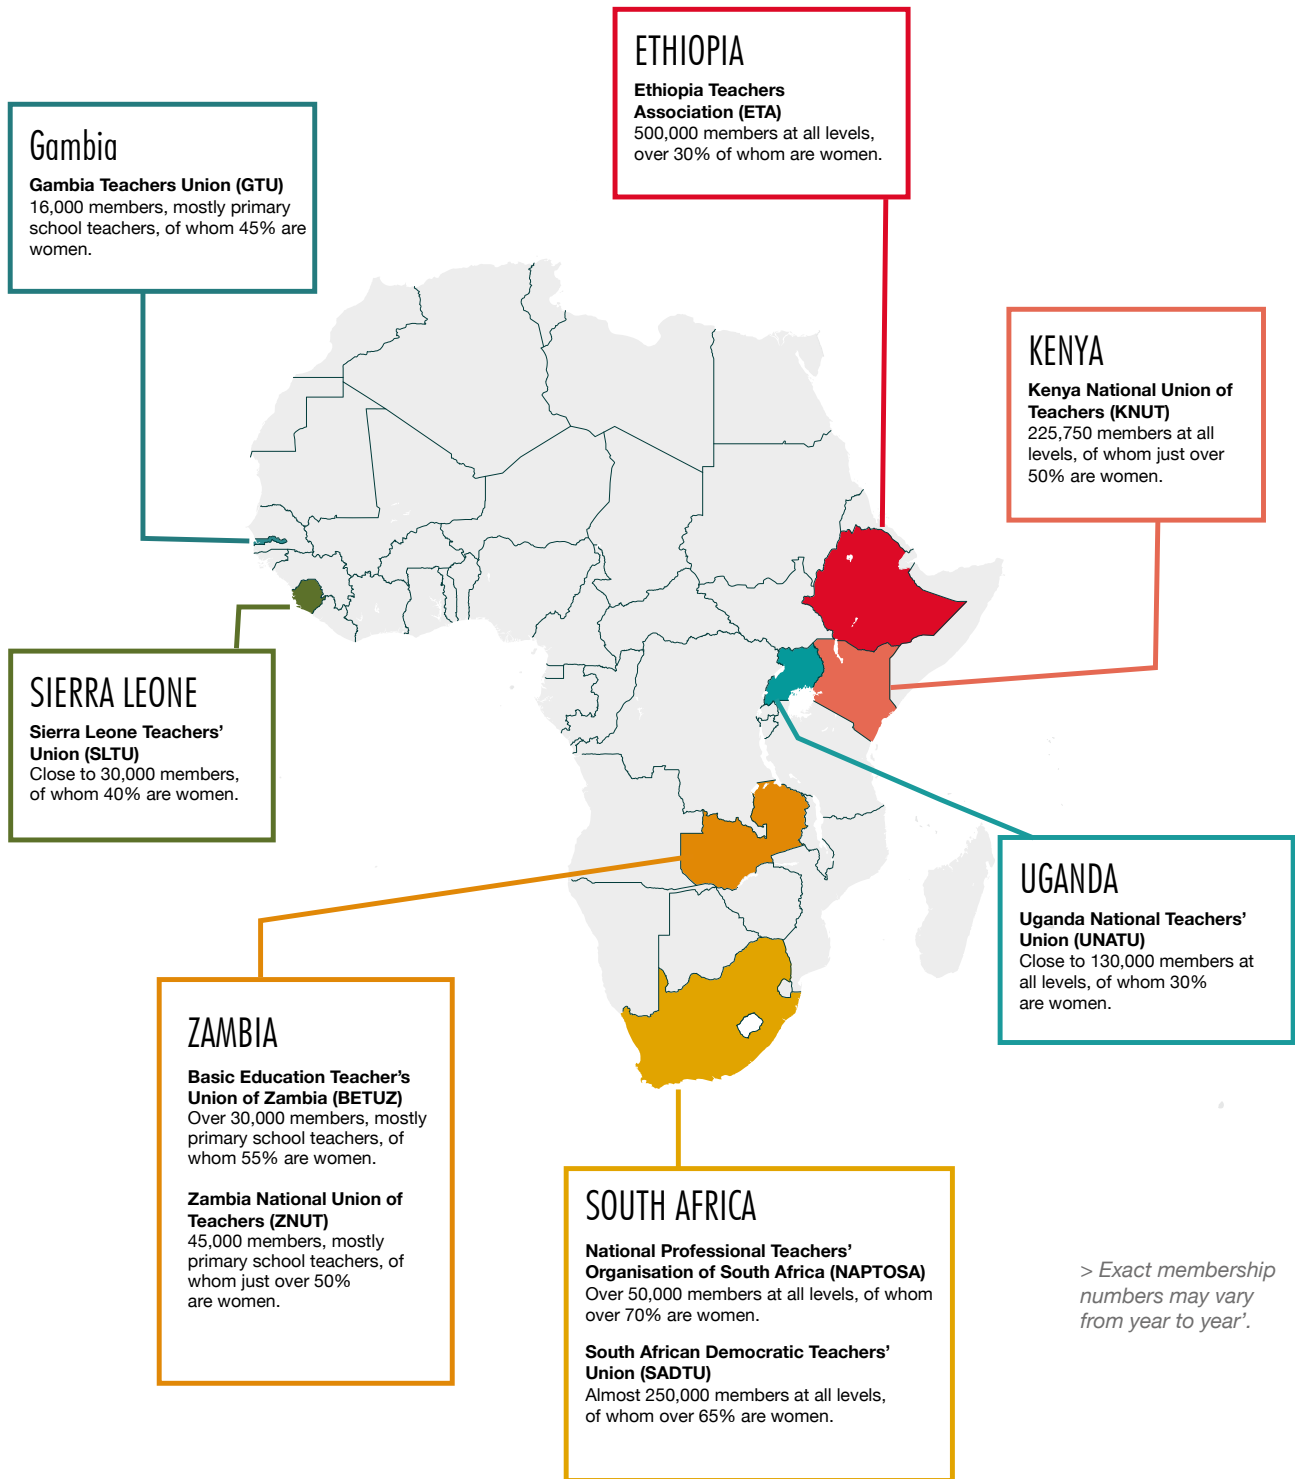 ETHIOPIA
Ethiopia Teachers
Association (ETA)
500,000 members at all levels,
over 30% of whom are women.
Gambia
Gambia Teachers Union (GTU)
16,000 members, mostly primary
school teachers, of whom 45% are
women.
KENYA
Kenya National Union of
Teachers (KNUT)
225,750 members at all
levels, of whom just over
50% are women.
SIERRA LEONE
Sierra Leone Teachers’
Union (SLTU)
Close to 30,000 members,
of whom 40% are women.
UGANDA
Uganda National Teachers’
Union (UNATU)
Close to 130,000 members at
all levels, of whom 30%
are women.
ZAMBIA
Basic Education Teacher’s
Union of Zambia (BETUZ)
Over 30,000 members, mostly
primary school teachers, of
whom 55% are women.
Zambia National Union of
Teachers (ZNUT)
45,000 members, mostly
primary school teachers, of
whom just over 50%
are women.
SOUTH AFRICA
National Professional Teachers’
Organisation of South Africa (NAPTOSA)
Over 50,000 members at all levels, of whom
over 70% are women.
South African Democratic Teachers’
Union (SADTU)
Almost 250,000 members at all levels,
of whom over 65% are women.
> Exact membership
numbers may vary
from year to year’.